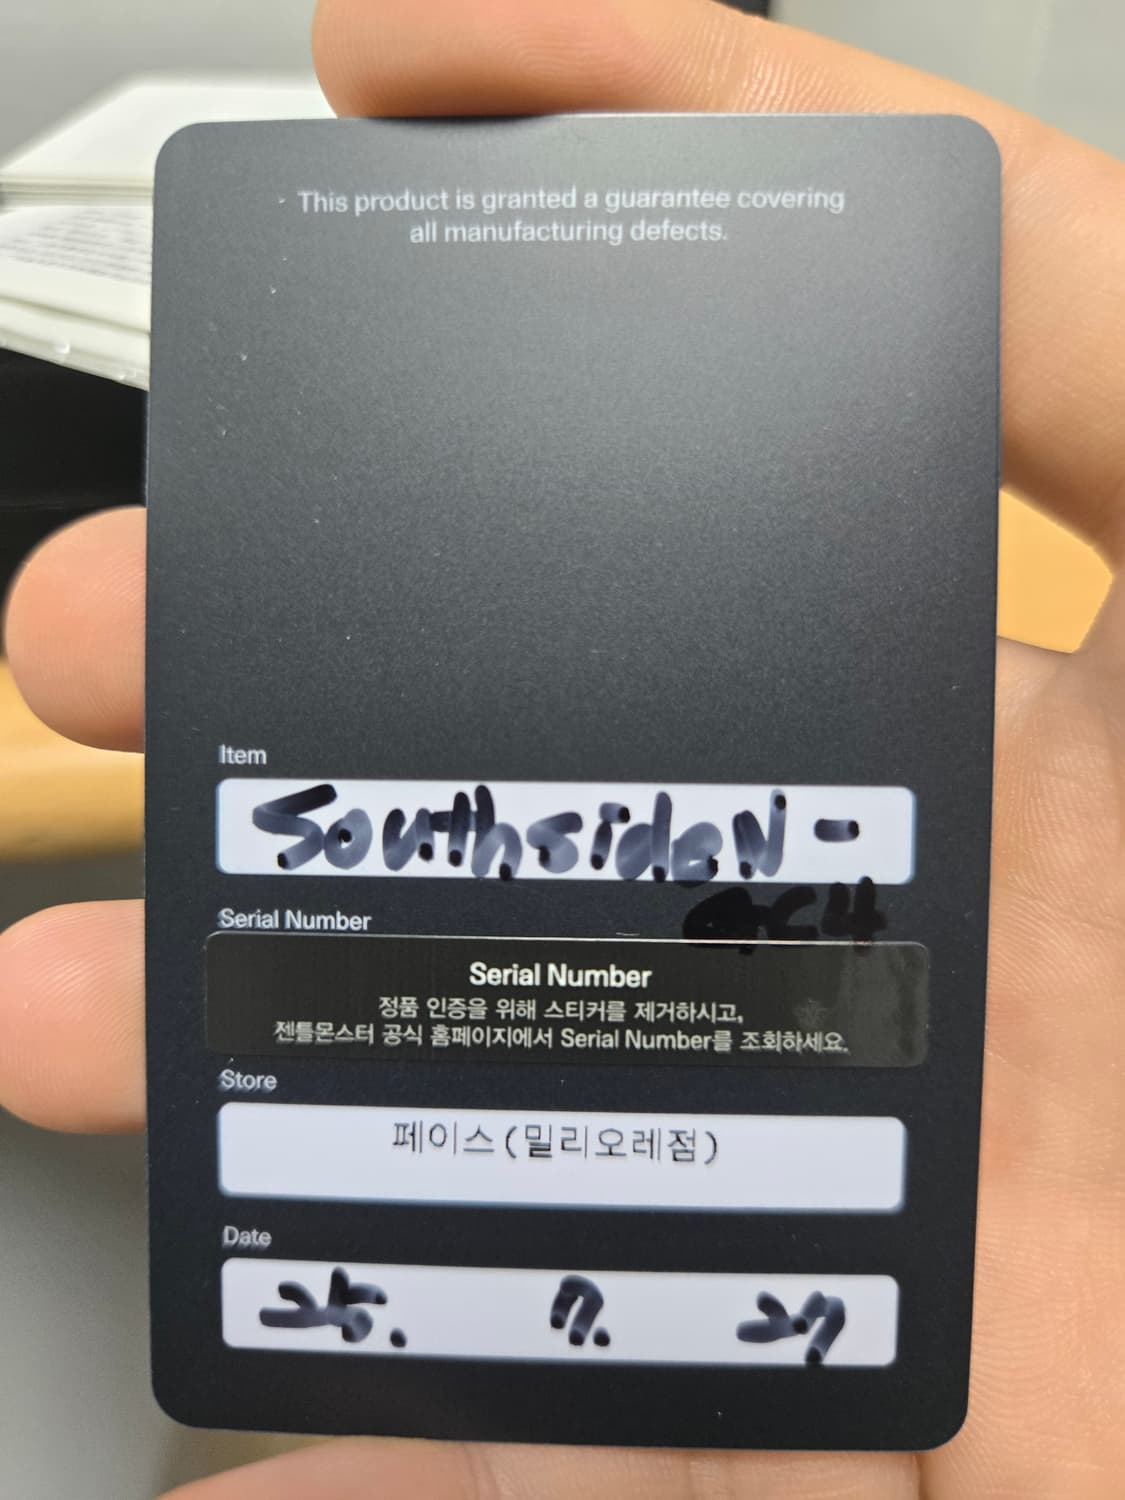 This product is granted a guarantee covering
all manufacturing defects.
Item
Southside N -
Serial Number
Serial Number
정품 인증을 위해 스티커를 제거하시고,
젠틀몬스터 공식 홈페이지에서 Serial Number를 조회하세요.
Store
페이스(밀리오레점)
Date
25. 7. 27